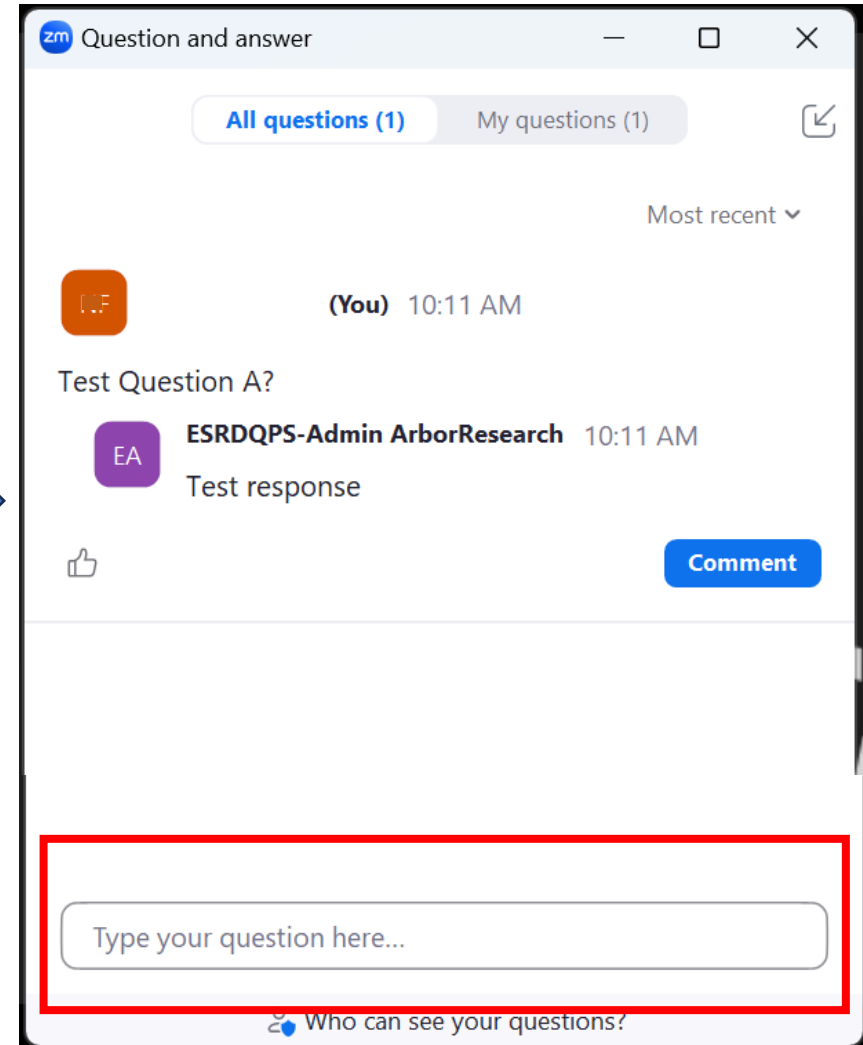 zm Question and answer
All questions (1) My questions (1)
Most recent
(You) 10:11 AM
Test Question A?
EA ESRDQPS-Admin ArborResearch 10:11 AM
Test response
Comment
Type your question here...
Who can see your questions?